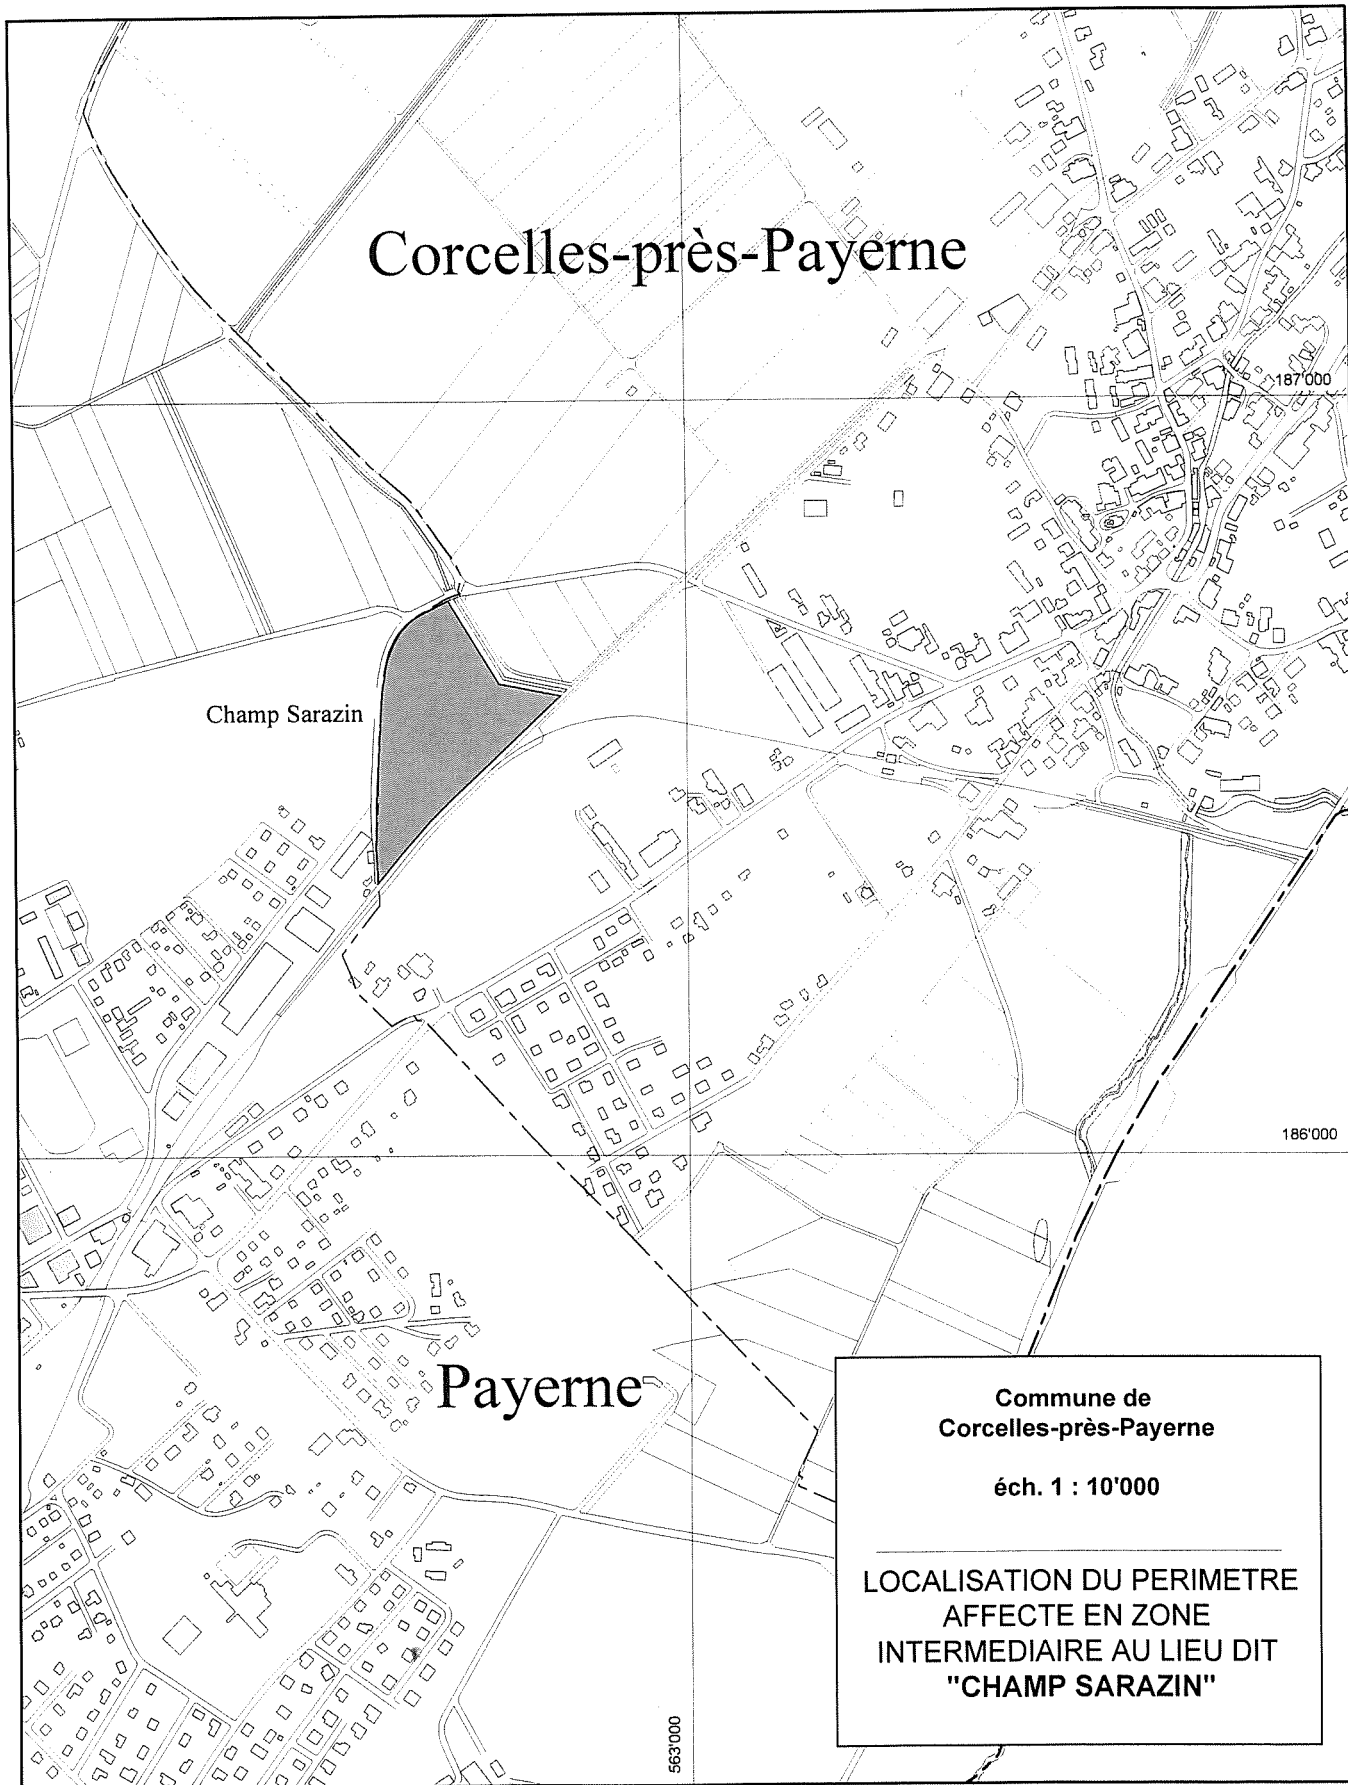 Corcelles-près-Payerne
187'000
Champ Sarazin
186'000
Payerne
Commune de
Corcelles-près-Payerne
éch. 1 : 10'000
LOCALISATION DU PERIMETRE
AFFECTE EN ZONE
INTERMEDIAIRE AU LIEU DIT
"CHAMP SARAZIN"
563'000